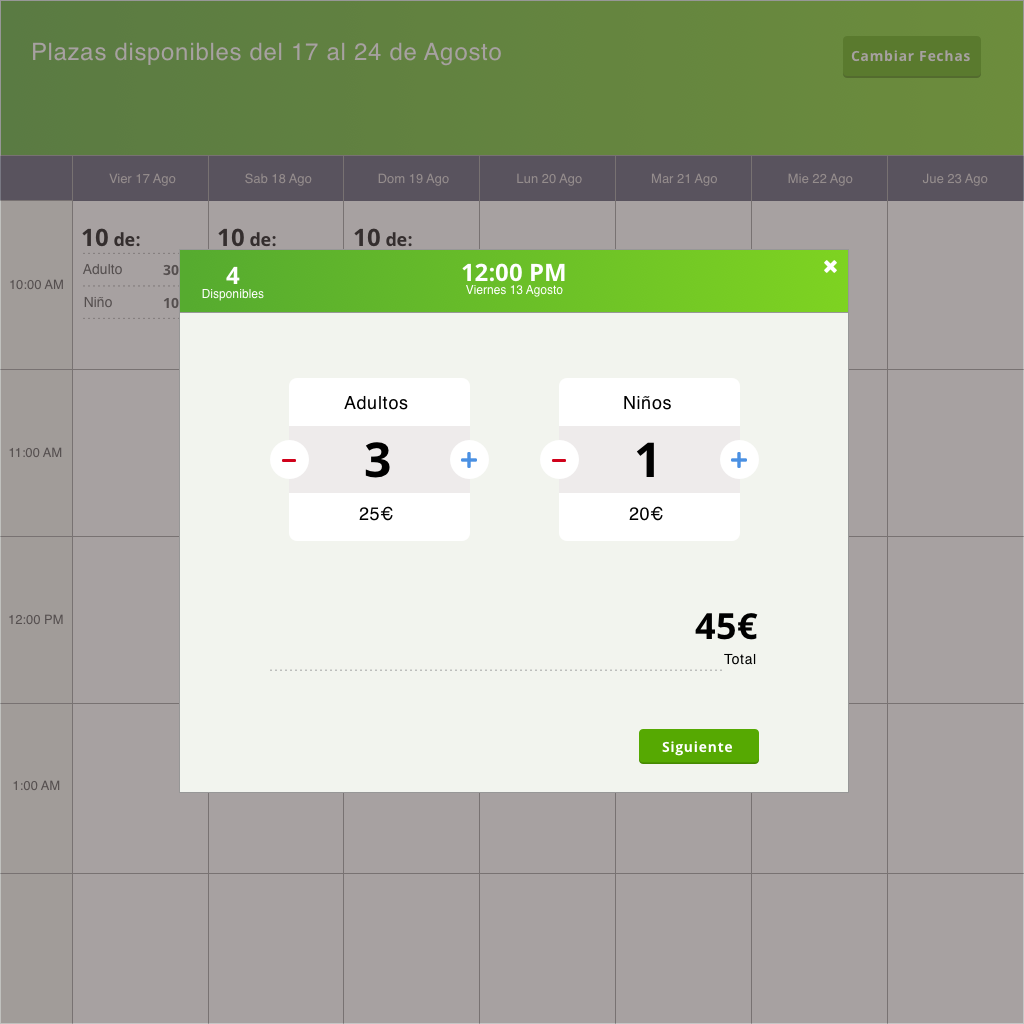 Plazas disponibles del 17 al 24 de Agosto
Cambiar Fechas
Vier 17 Ago
Sab 18 Ago
Dom 19 Ago
Lun 20 Ago
Mar 21 Ago
Mie 22 Ago
Jue 23 Ago
10:00 AM
10 de:
Adulto 30
Niño 10
10 de:
10 de:
11:00 AM
12:00 PM
1:00 AM
4
Disponibles
12:00 PM
Viernes 13 Agosto
Adultos
3
25€
Niños
1
20€
45€
Total
Siguiente